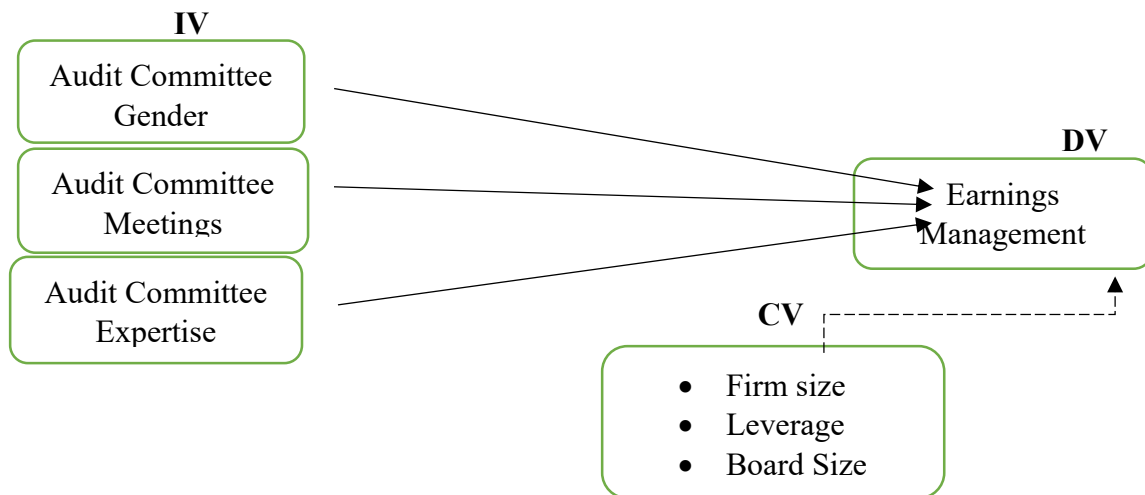 IV
Audit Committee
Gender
Audit Committee
Meetings
Audit Committee
Expertise
DV
Earnings
Management
CV
• Firm size
• Leverage
• Board Size